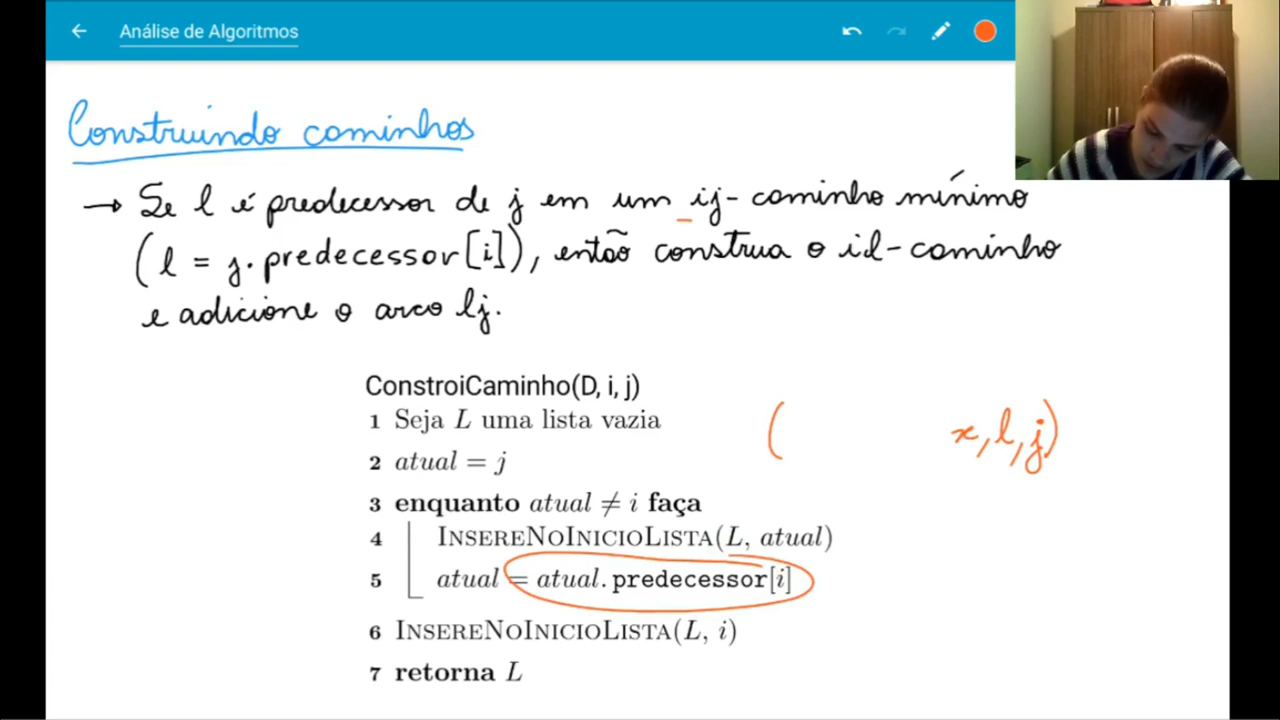 Análise de Algoritmos
Construindo caminhos
→ Se l é predecessor de j em um ij-caminho mínimo
(l = j.predecessor[i]), então construa o il-caminho
e adicione o arco lj.
ConstroiCaminho(D, i, j)
1 Seja L uma lista vazia
( x, l, j)
2 atual = j
3 enquanto atual ≠ i faça
4 INSERENOINICIOLISTA(L, atual)
5 atual = atual.predecessor[i]
6 INSERENOINICIOLISTA(L, i)
7 retorna L